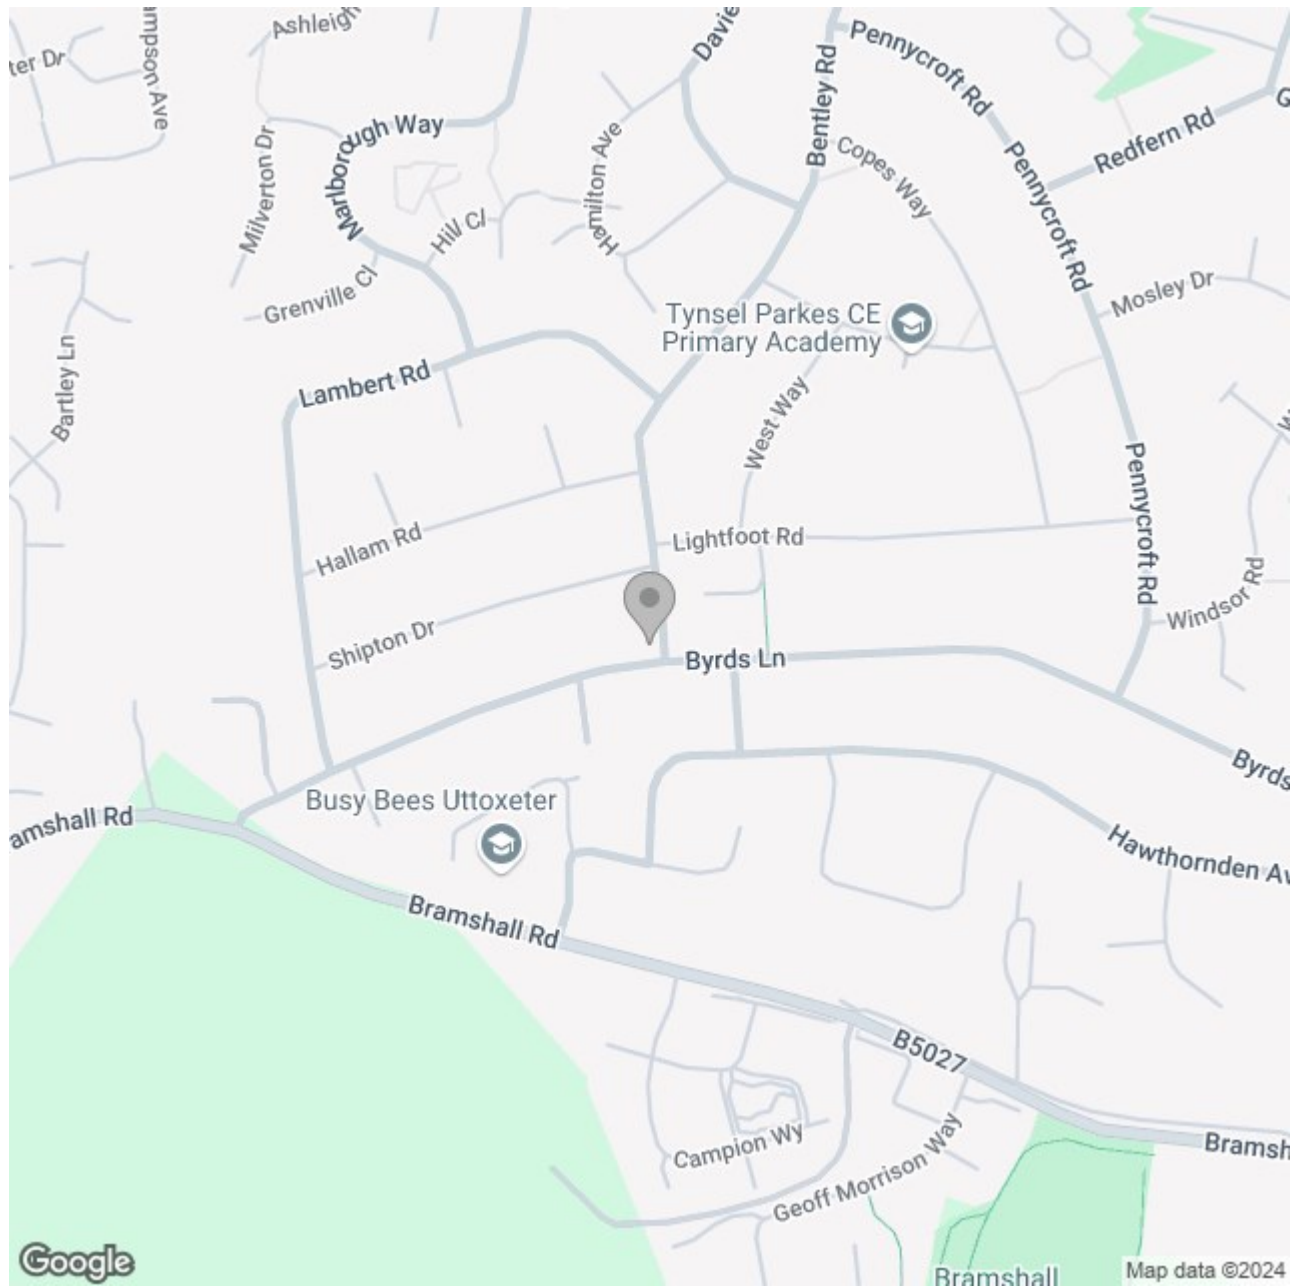 Ashleigh
ampson Ave
ter Dr
Davie
Bentley Rd
Pennycroft Rd
Marlborough Way
Milverton Dr
Hamilton Ave
Ha
Copes Way
Pennycroft Rd
Redfern Rd
G
Hill Cl
Grenville Cl
Mosley Dr
Tynsel Parkes CE
Primary Academy
Bartley Ln
Lambert Rd
West Way
W
Pennycroft Rd
Hallam Rd
Lightfoot Rd
Windsor Rd
Shipton Dr
Byrds Ln
Byrds
Busy Bees Uttoxeter
amshall Rd
Hawthornden Av
Bramshall Rd
B5027
Campion Wy
Geoff Morrison Way
Bramsh
Google
Bramshall
Map data ©2024